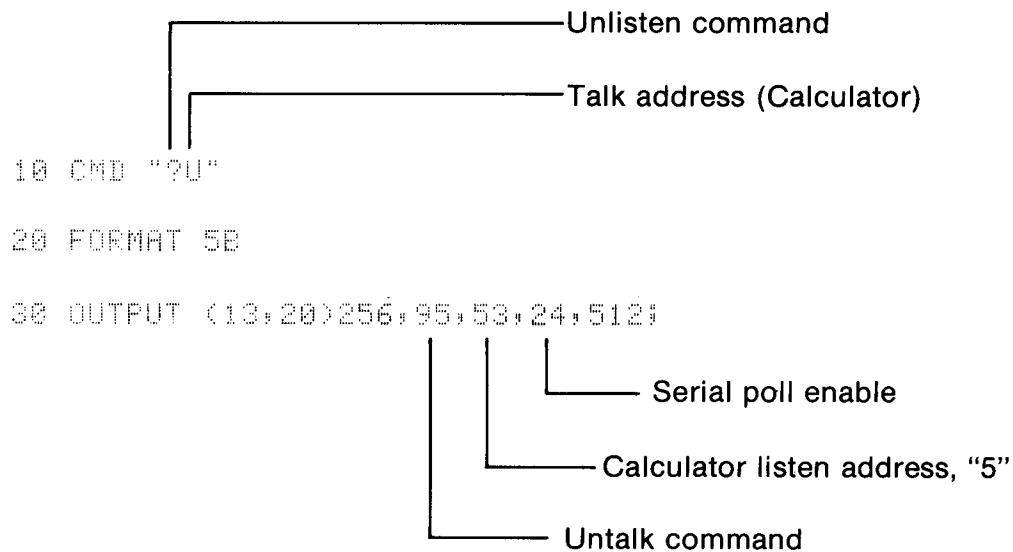 Unlisten command
Talk address (Calculator)
10 CMD "?U"
20 FORMAT 5B
30 OUTPUT (13,20)256,95,53,24,512;
Serial poll enable
Calculator listen address, “5”
Untalk command